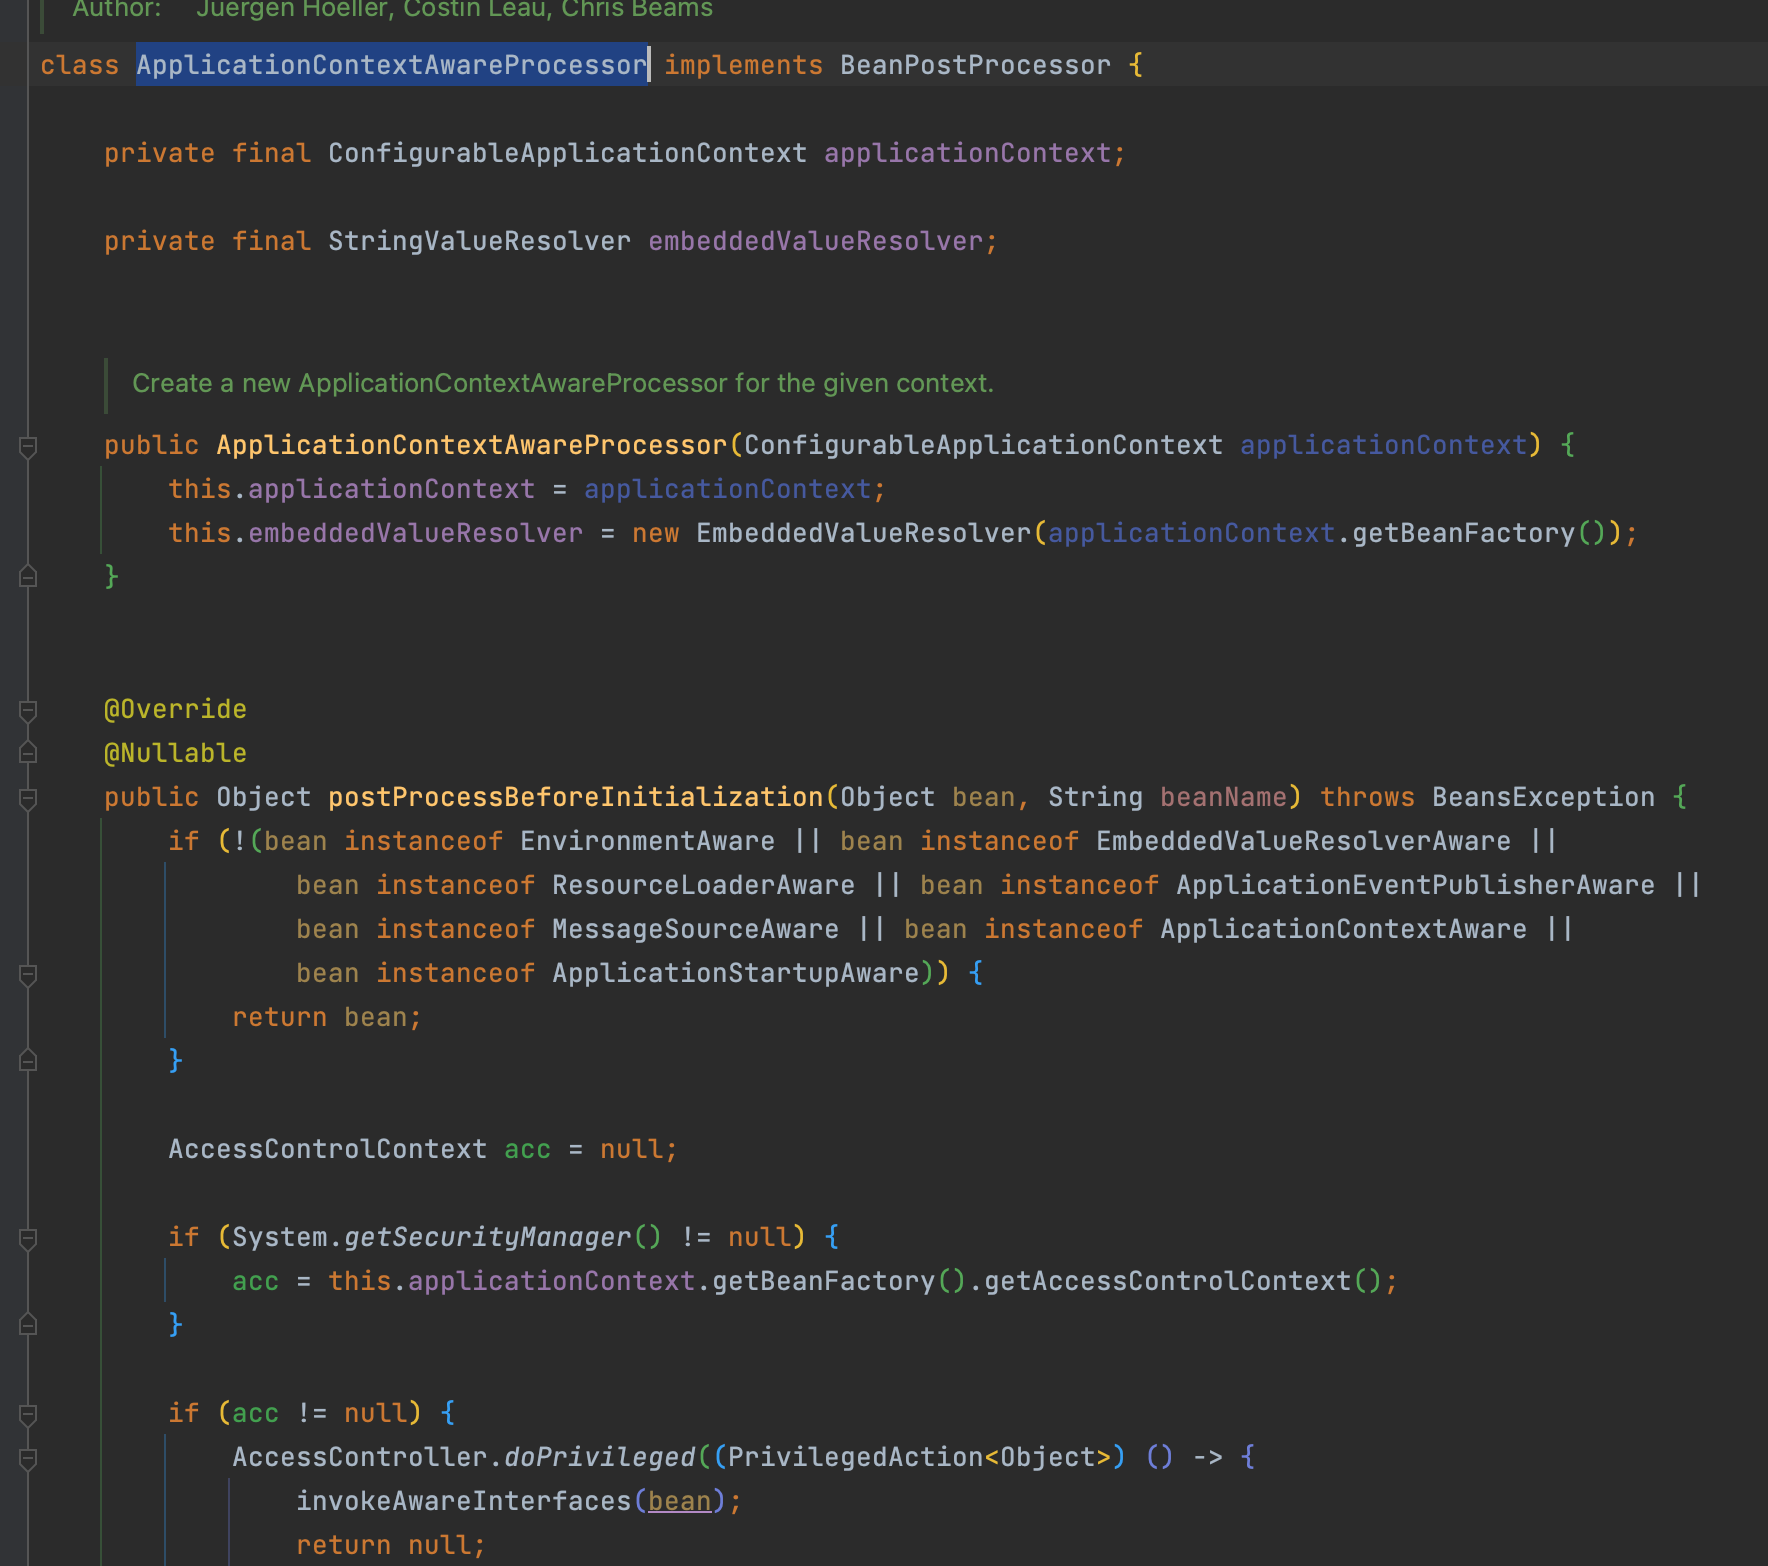 Author: Juergen Hoeller, Costin Leau, Chris Beams
class ApplicationContextAwareProcessor implements BeanPostProcessor {
private final ConfigurableApplicationContext applicationContext;
private final StringValueResolver embeddedValueResolver;
Create a new ApplicationContextAwareProcessor for the given context.
public ApplicationContextAwareProcessor(ConfigurableApplicationContext applicationContext) {
this.applicationContext = applicationContext;
this.embeddedValueResolver = new EmbeddedValueResolver(applicationContext.getBeanFactory());
}
@Override
@Nullable
public Object postProcessBeforeInitialization(Object bean, String beanName) throws BeansException {
if (!(bean instanceof EnvironmentAware || bean instanceof EmbeddedValueResolverAware ||
bean instanceof ResourceLoaderAware || bean instanceof ApplicationEventPublisherAware ||
bean instanceof MessageSourceAware || bean instanceof ApplicationContextAware ||
bean instanceof ApplicationStartupAware)) {
return bean;
}
AccessControlContext acc = null;
if (System.getSecurityManager() != null) {
acc = this.applicationContext.getBeanFactory().getAccessControlContext();
}
if (acc != null) {
AccessController.doPrivileged((PrivilegedAction<Object>) () -> {
invokeAwareInterfaces(bean);
return null;